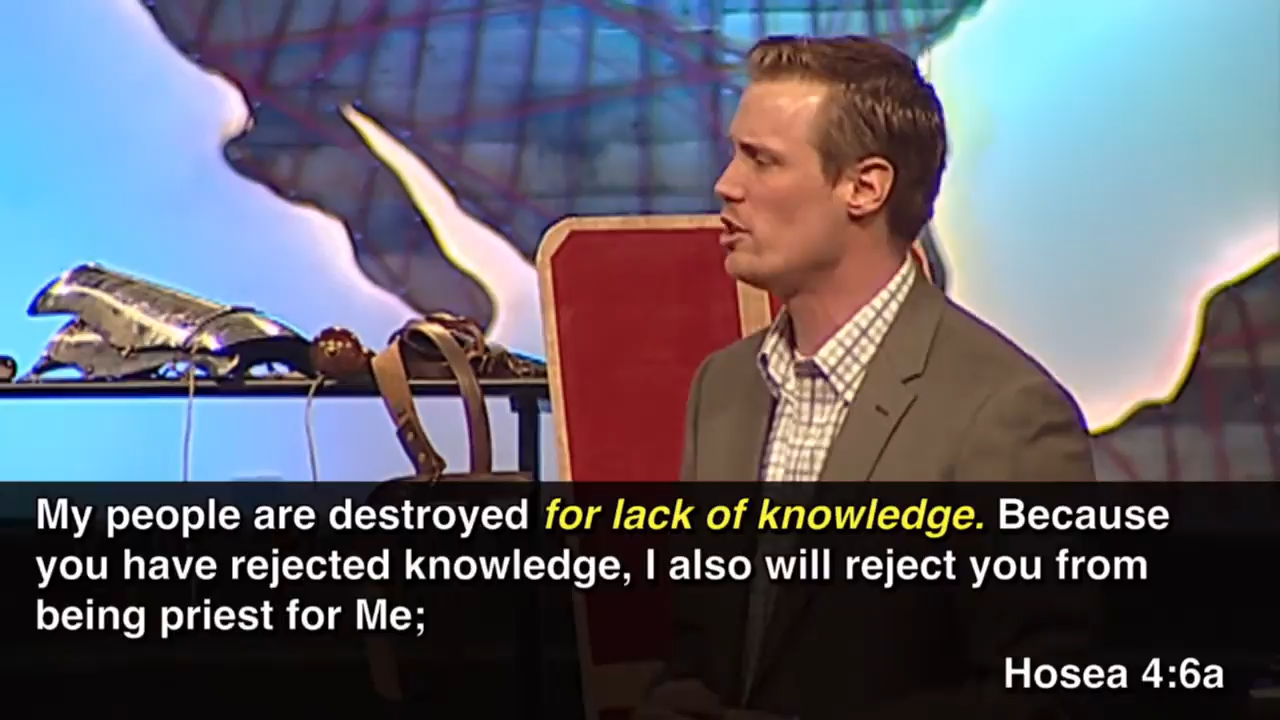 My people are destroyed for lack of knowledge. Because
you have rejected knowledge, I also will reject you from
being priest for Me;
Hosea 4:6a